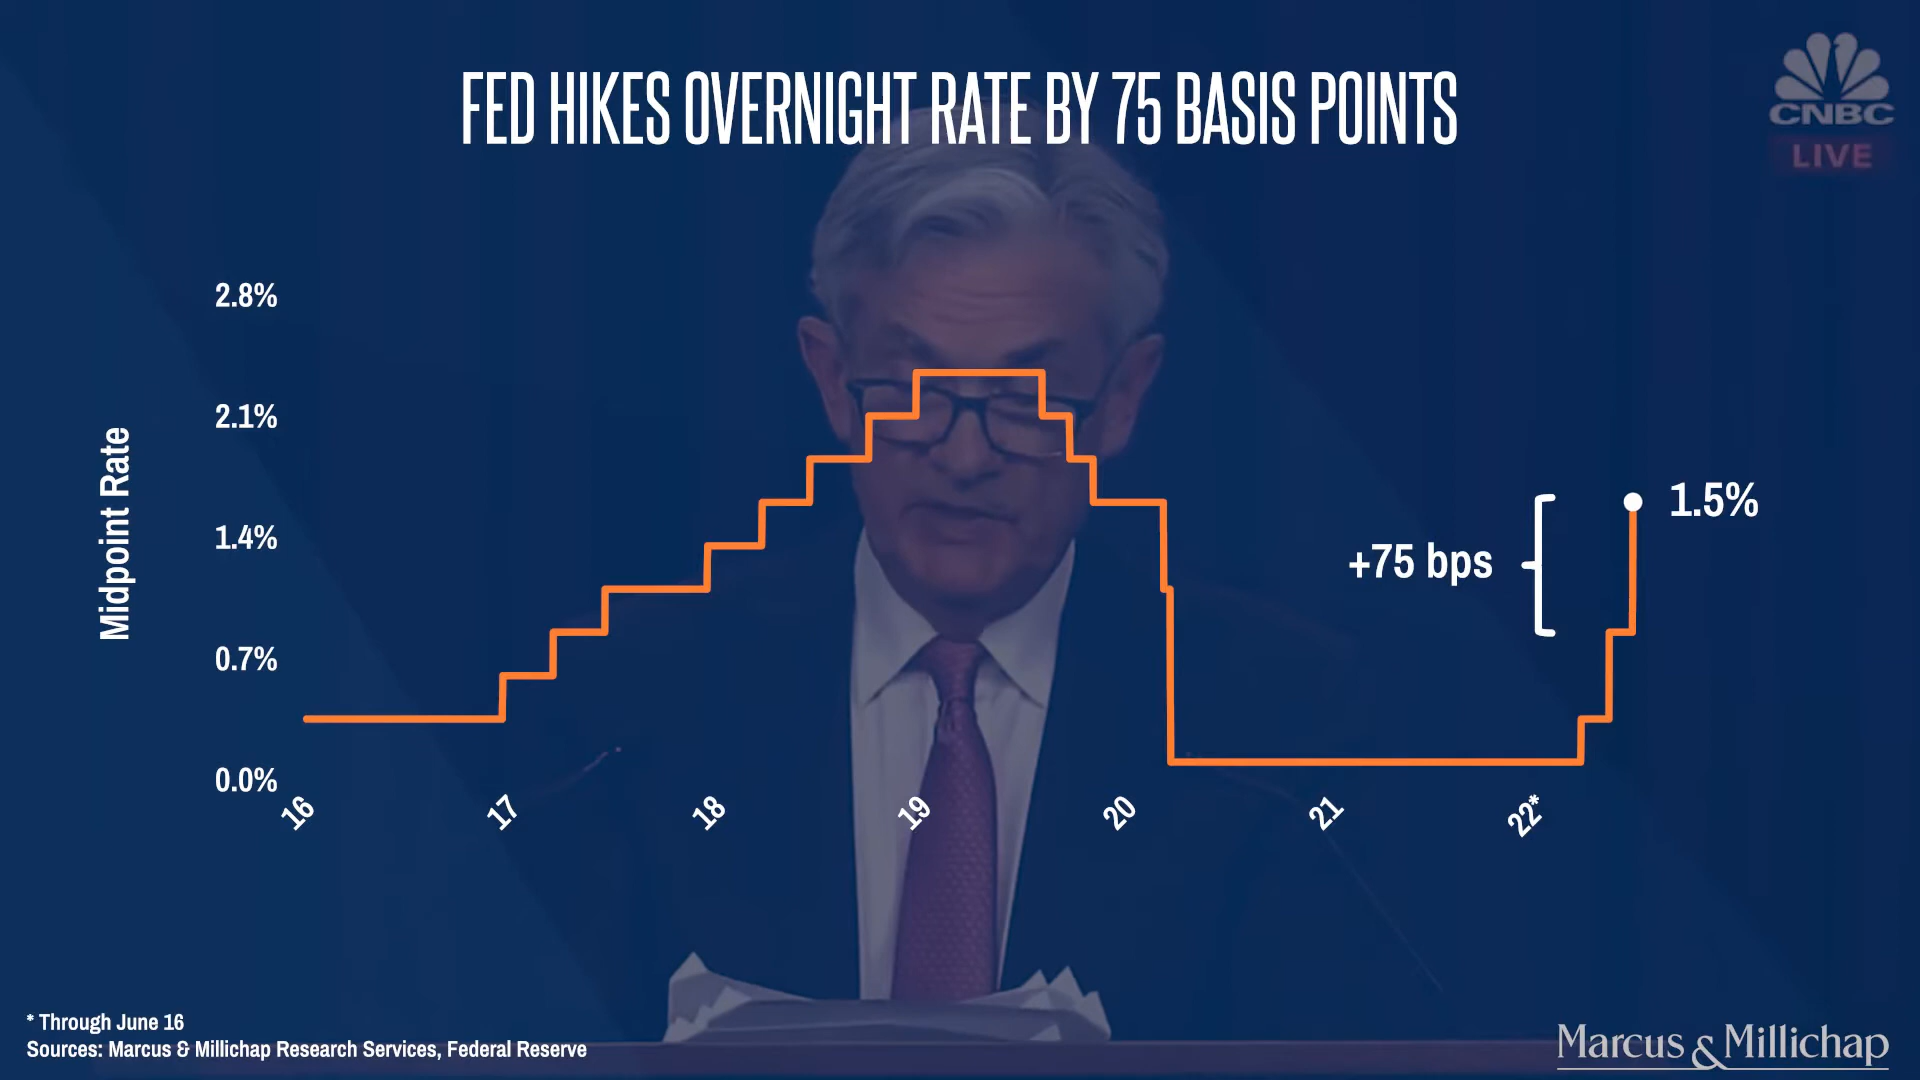 FED HIKES OVERNIGHT RATE BY 75 BASIS POINTS
CNBC
LIVE
2.8%
2.1%
1.4%
0.7%
0.0%
Midpoint Rate
+75 bps
1.5%
16 17 18 19 20 21 22*
* Through June 16
Sources: Marcus & Millichap Research Services, Federal Reserve
Marcus & Millichap